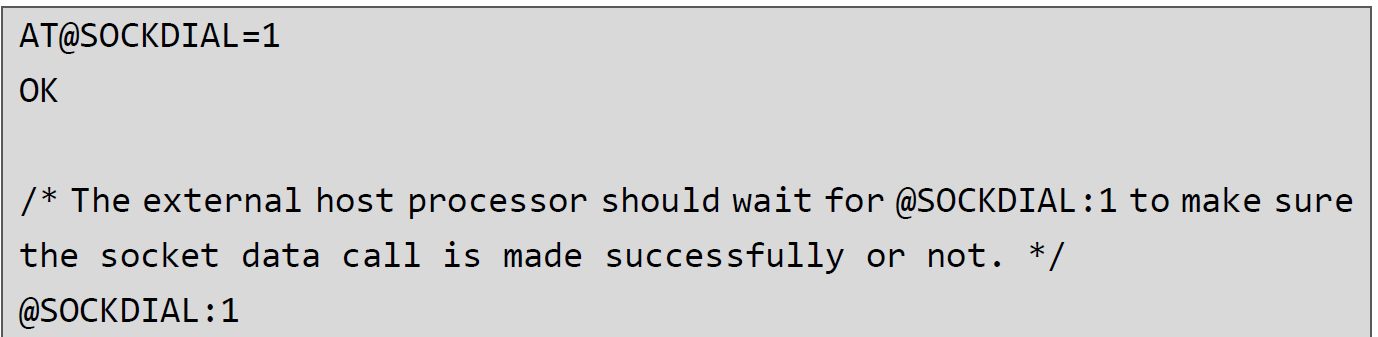 AT@SOCKDIAL=1
OK
/* The external host processor should wait for @SOCKDIAL:1 to make sure
the socket data call is made successfully or not. */
@SOCKDIAL:1